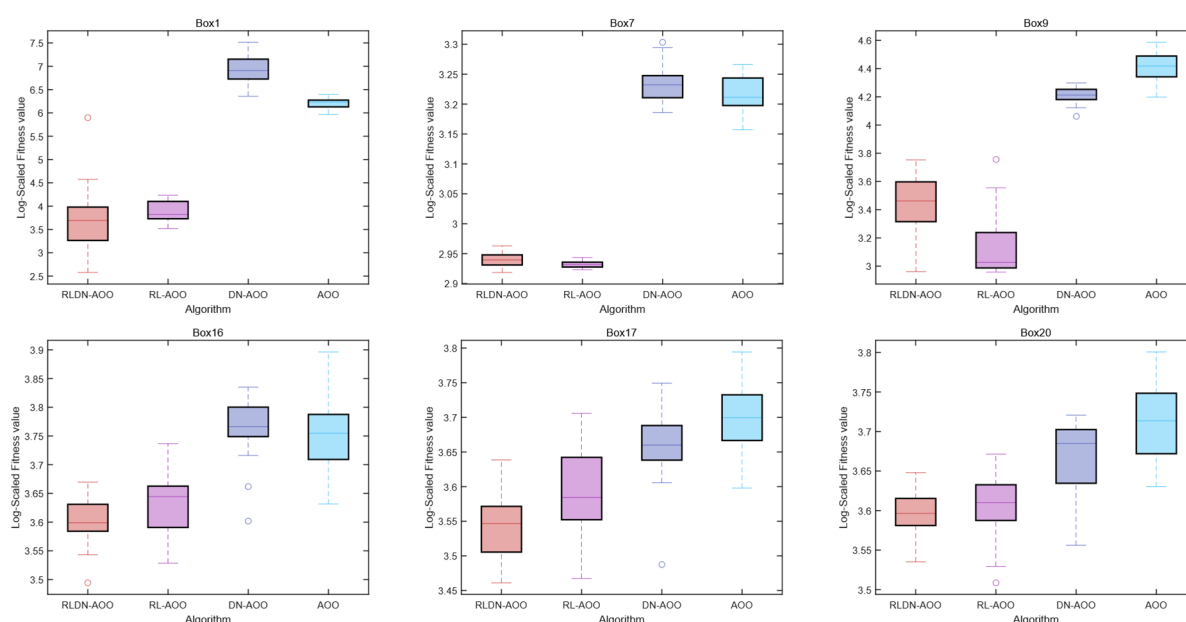 Box1
Log-Scaled Fitness value
7.5
7
6.5
6
5.5
5
4.5
4
3.5
3
2.5
RLDN-AOO RL-AOO DN-AOO AOO
Algorithm
Box7
Log-Scaled Fitness value
3.3
3.25
3.2
3.15
3.1
3.05
3
2.95
2.9
RLDN-AOO RL-AOO DN-AOO AOO
Algorithm
Box9
Log-Scaled Fitness value
4.6
4.4
4.2
4
3.8
3.6
3.4
3.2
3
RLDN-AOO RL-AOO DN-AOO AOO
Algorithm
Box16
Log-Scaled Fitness value
3.9
3.85
3.8
3.75
3.7
3.65
3.6
3.55
3.5
RLDN-AOO RL-AOO DN-AOO AOO
Algorithm
Box17
Log-Scaled Fitness value
3.8
3.75
3.7
3.65
3.6
3.55
3.5
3.45
RLDN-AOO RL-AOO DN-AOO AOO
Algorithm
Box20
Log-Scaled Fitness value
3.8
3.75
3.7
3.65
3.6
3.55
3.5
RLDN-AOO RL-AOO DN-AOO AOO
Algorithm